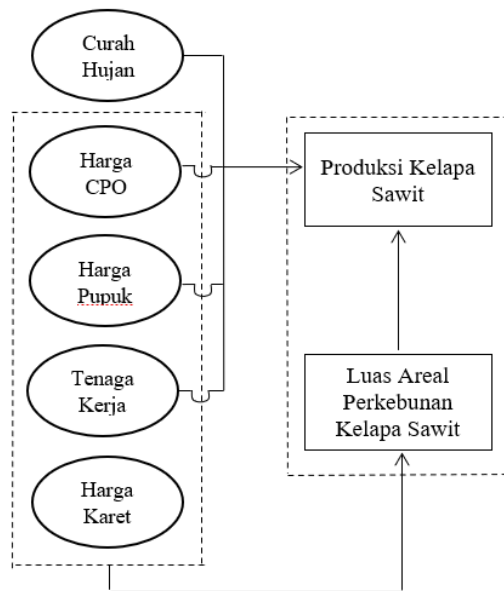 Curah
Hujan
Harga
CPO
Harga
Pupuk
Tenaga
Kerja
Harga
Karet
Produksi Kelapa
Sawit
Luas Areal
Perkebunan
Kelapa Sawit